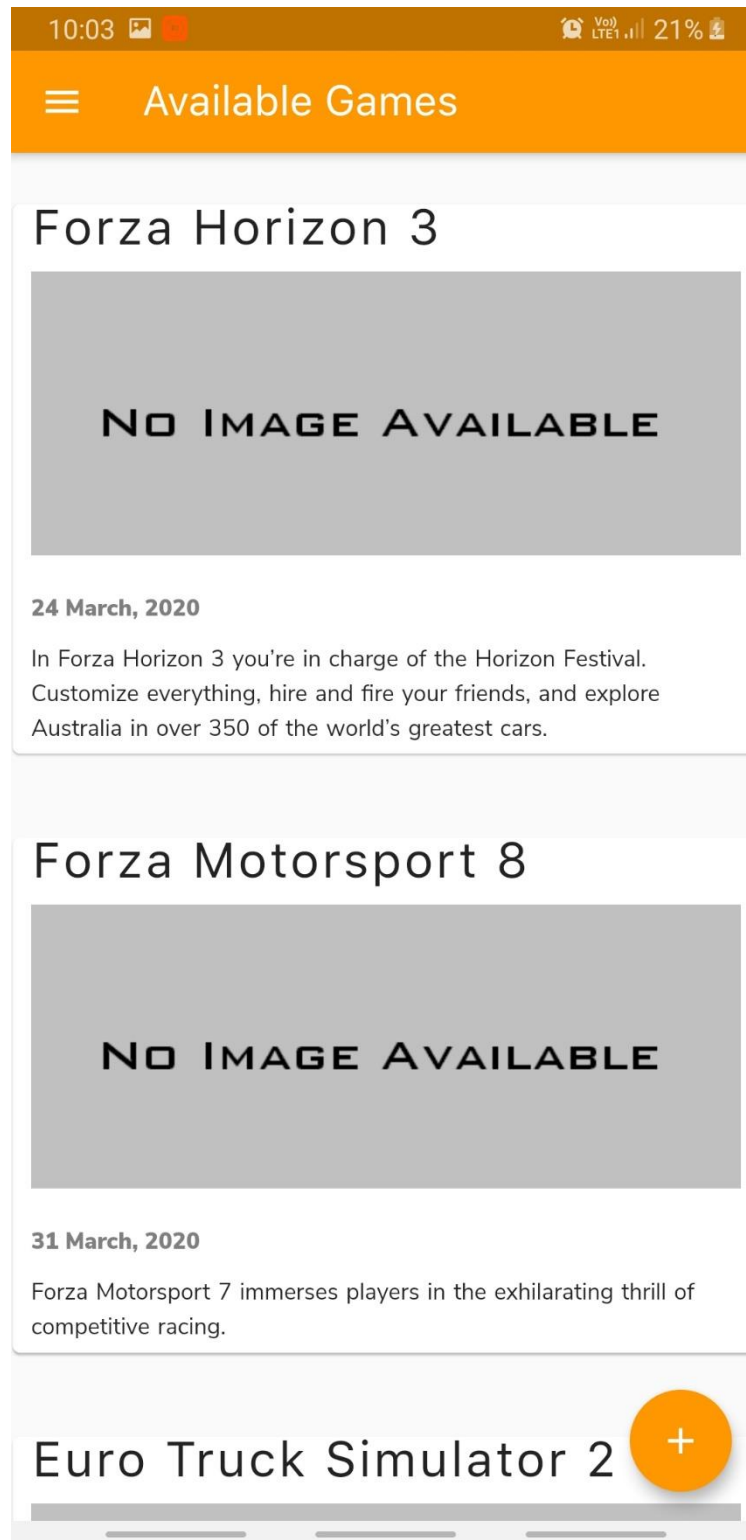 10:03 Vo)) LTE1 21%
Available Games
Forza Horizon 3
No Image Available
24 March, 2020
In Forza Horizon 3 you’re in charge of the Horizon Festival.
Customize everything, hire and fire your friends, and explore
Australia in over 350 of the world’s greatest cars.
Forza Motorsport 8
No Image Available
31 March, 2020
Forza Motorsport 7 immerses players in the exhilarating thrill of
competitive racing.
Euro Truck Simulator 2